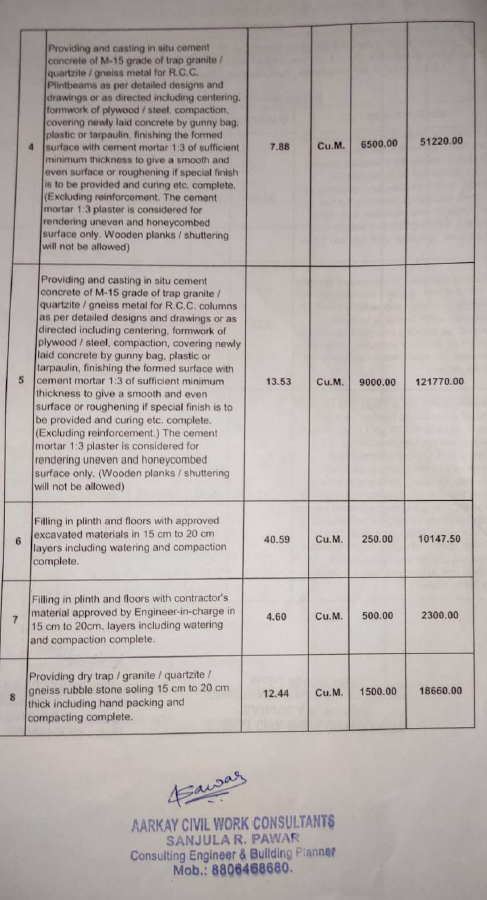 4
Providing and casting in situ cement
concrete of M-15 grade of trap granite /
quartzite / gneiss metal for R.C.C.
Plintbeams as per detailed designs and
drawings or as directed including centering,
formwork of plywood / steel, compaction,
covering newly laid concrete by gunny bag,
plastic or tarpaulin, finishing the formed
surface with cement mortar 1:3 of sufficient
minimum thickness to give a smooth and
even surface or roughening if special finish
is to be provided and curing etc. complete.
(Excluding reinforcement. The cement
mortar 1:3 plaster is considered for
rendering uneven and honeycombed
surface only. Wooden planks / shuttering
will not be allowed)
7.88
Cu.M.
6500.00
51220.00
5
Providing and casting in situ cement
concrete of M-15 grade of trap granite /
quartzite / gneiss metal for R.C.C. columns
as per detailed designs and drawings or as
directed including centering, formwork of
plywood / steel, compaction, covering newly
laid concrete by gunny bag, plastic or
tarpaulin, finishing the formed surface with
cement mortar 1:3 of sufficient minimum
thickness to give a smooth and even
surface or roughening if special finish is to
be provided and curing etc. complete.
(Excluding reinforcement.) The cement
mortar 1:3 plaster is considered for
rendering uneven and honeycombed
surface only. (Wooden planks / shuttering
will not be allowed)
13.53
Cu.M.
9000.00
121770.00
6
Filling in plinth and floors with approved
excavated materials in 15 cm to 20 cm
layers including watering and compaction
complete.
40.59
Cu.M.
250.00
10147.50
7
Filling in plinth and floors with contractor's
material approved by Engineer-in-charge in
15 cm to 20cm. layers including watering
and compaction complete.
4.60
Cu.M.
500.00
2300.00
8
Providing dry trap / granite / quartzite /
gneiss rubble stone soling 15 cm to 20 cm
thick including hand packing and
compacting complete.
12.44
Cu.M.
1500.00
18660.00
AARKAY CIVIL WORK CONSULTANTS
SANJULA R. PAWAR
Consulting Engineer & Building Planner
Mob.: 8806468680.